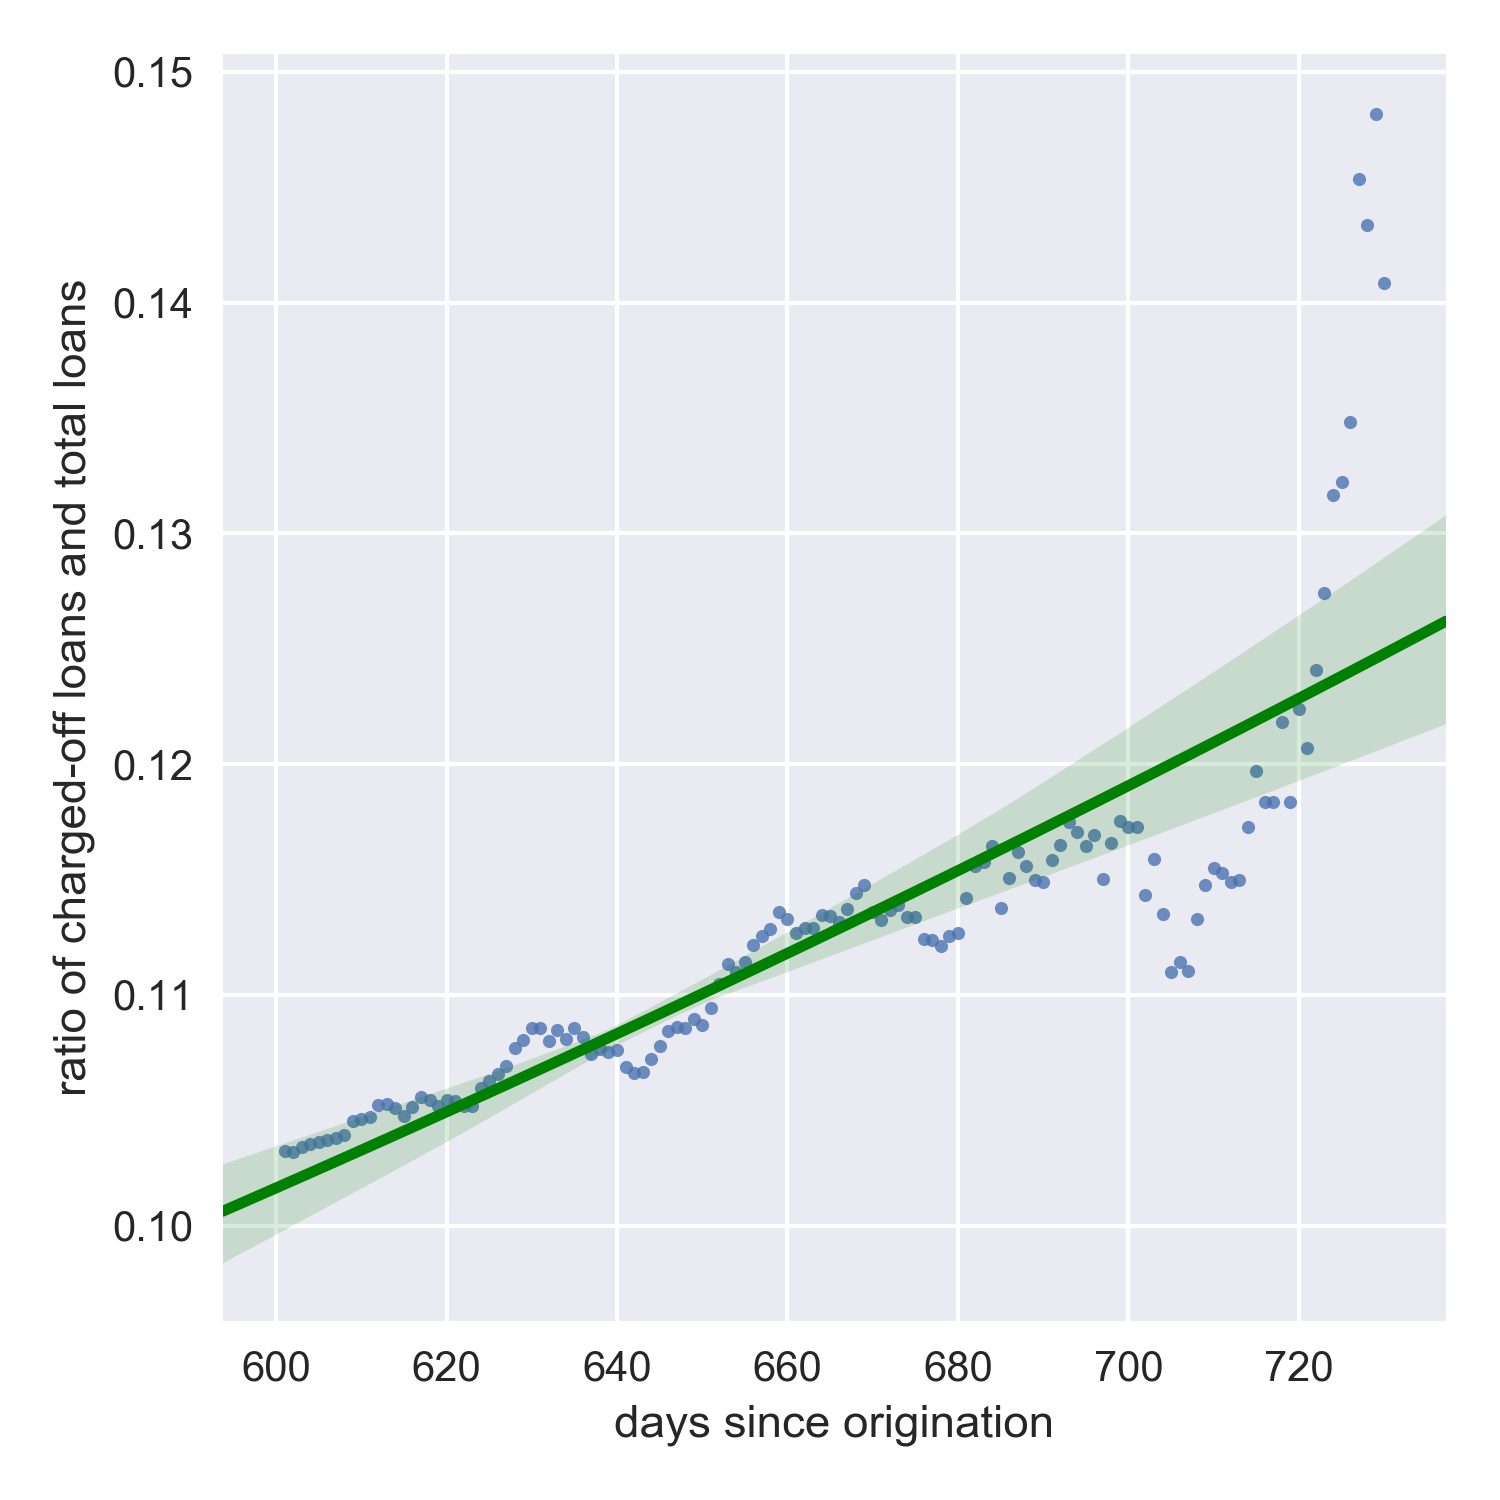 0.15
0.14
0.13
0.12
0.11
0.10
ratio of charged-off loans and total loans
600 620 640 660 680 700 720
days since origination